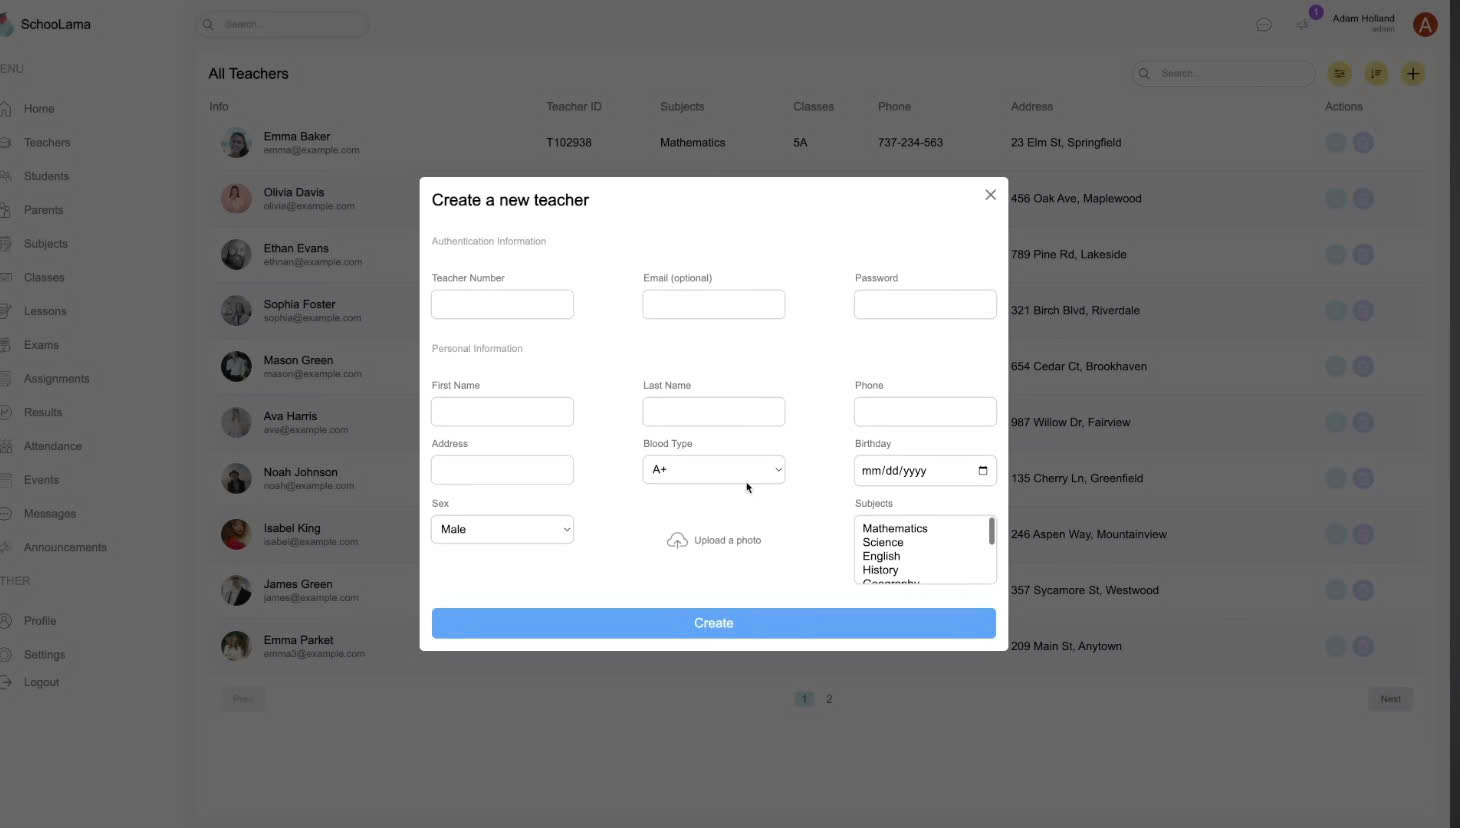 SchooLama
Search...
1
Adam Holland
admin
A
ENU
Home
Teachers
Students
Parents
Subjects
Classes
Lessons
Exams
Assignments
Results
Attendance
Events
Messages
Announcements
THER
Profile
Settings
Logout
All Teachers
Search...
Info Teacher ID Subjects Classes Phone Address Actions
Emma Baker
emma@example.com
T102938 Mathematics 5A 737-234-563 23 Elm St, Springfield
Olivia Davis
olivia@example.com
456 Oak Ave, Maplewood
Ethan Evans
ethnan@example.com
789 Pine Rd, Lakeside
Sophia Foster
sophia@example.com
321 Birch Blvd, Riverdale
Mason Green
mason@example.com
654 Cedar Ct, Brookhaven
Ava Harris
ava@example.com
987 Willow Dr, Fairview
Noah Johnson
noah@example.com
135 Cherry Ln, Greenfield
Isabel King
isabel@example.com
246 Aspen Way, Mountainview
James Green
james@example.com
357 Sycamore St, Westwood
Emma Parket
emma3@example.com
209 Main St, Anytown
Prev 1 2 Next
Create a new teacher
Authentication Information
Teacher Number Email (optional) Password
Personal Information
First Name Last Name Phone
Address Blood Type Birthday
A+ mm/dd/yyyy
Sex Subjects
Male
Upload a photo
Mathematics
Science
English
History
Geography
Create